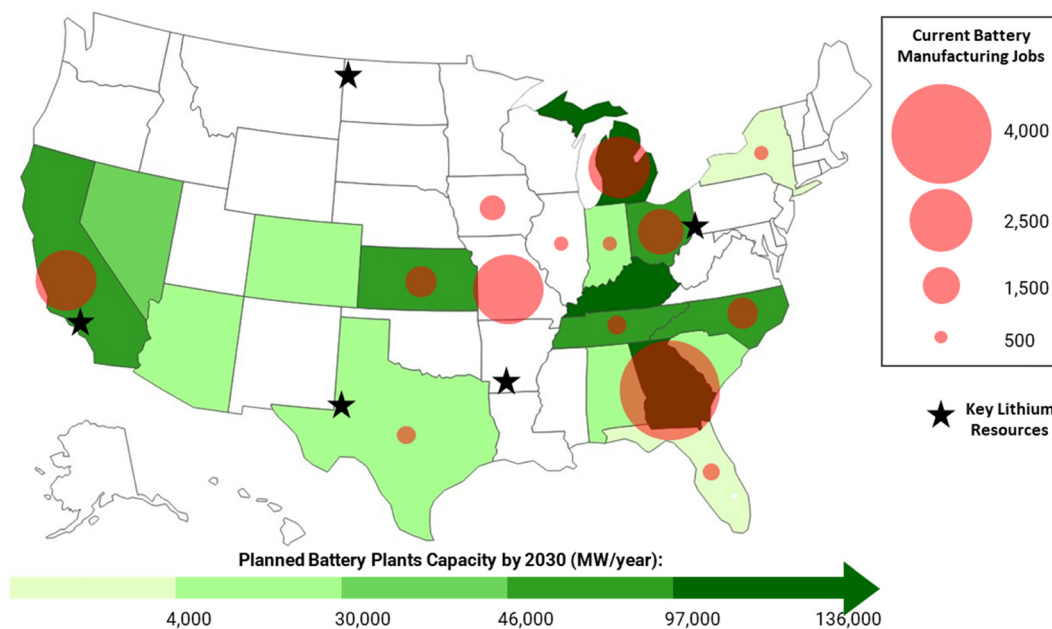 Current Battery
Manufacturing Jobs
4,000
2,500
1,500
500
Key Lithium
Resources
Planned Battery Plants Capacity by 2030 (MW/year):
4,000
30,000
46,000
97,000
136,000